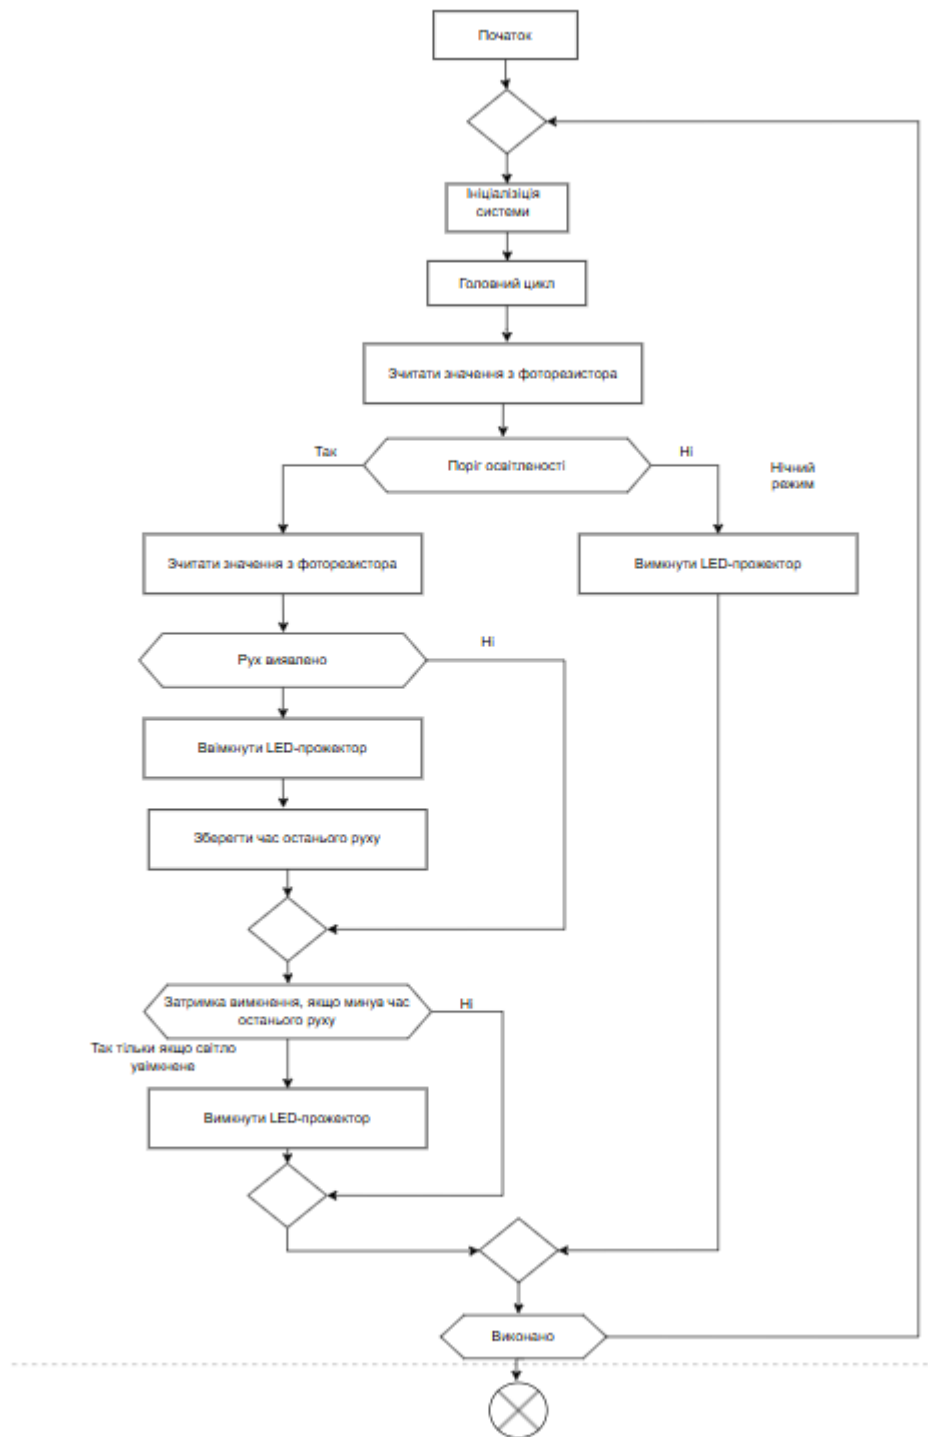 Початок
Ініціалізіція
системи
Головний цикл
Зчитати значення з фоторезистора
Так
Поріг освітленості
Ні
Нічний
режим
Зчитати значення з фоторезистора
Вимкнути LED-прожектор
Рух виявлено
Ні
Ввімкнути LED-прожектор
Зберегти час останього руху
Затримка вимкнення, якщо минув час
останього руху
Ні
Так тільки якщо світло
увімкнене
Вимкнути LED-прожектор
Виконано